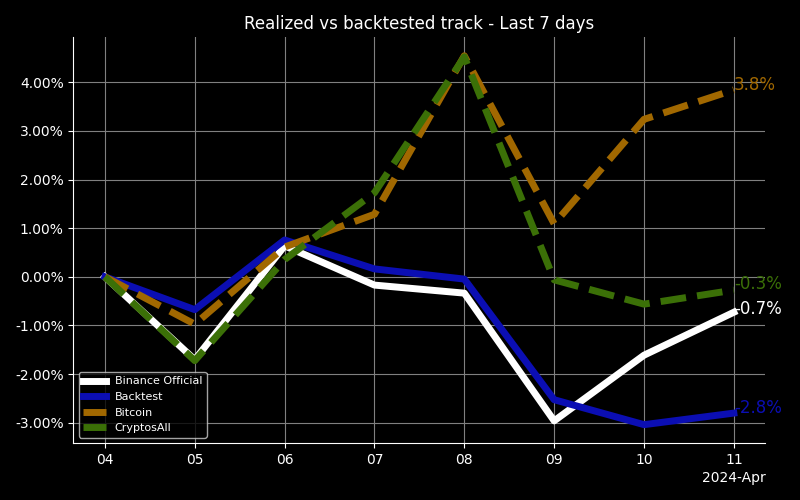 Realized vs backtested track - Last 7 days
4.00%
3.00%
2.00%
1.00%
0.00%
-1.00%
-2.00%
-3.00%
3.8%
-0.3%
-0.7%
-2.8%
Binance Official
Backtest
Bitcoin
CryptosAll
04 05 06 07 08 09 10 11
2024-Apr